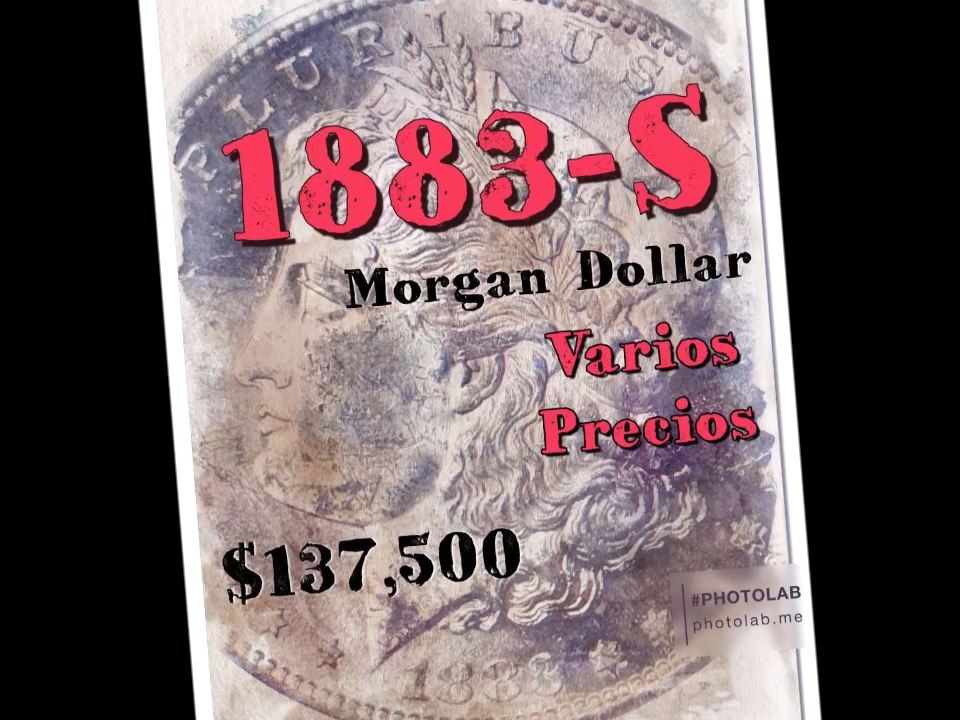 PLURIBUS
1883-S
Morgan Dollar
Varios
Precios
$137,500
#PHOTOLAB
photolab.me
1883